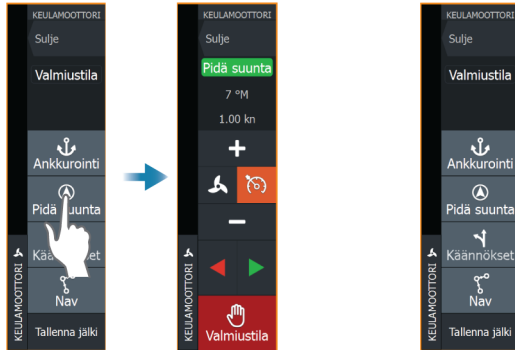 KEULAMOOTTORI
Sulje
Valmiustila
Ankkurointi
Pidä suunta
Nav
Tallenna jälki
KEULAMOOTTORI
KEULAMOOTTORI
Sulje
Pidä suunta
7 °M
1.00 kn
+
−
Valmiustila
KEULAMOOTTORI
KEULAMOOTTORI
Sulje
Valmiustila
Ankkurointi
Pidä suunta
Käännökset
Nav
Tallenna jälki
KEULAMOOTTORI